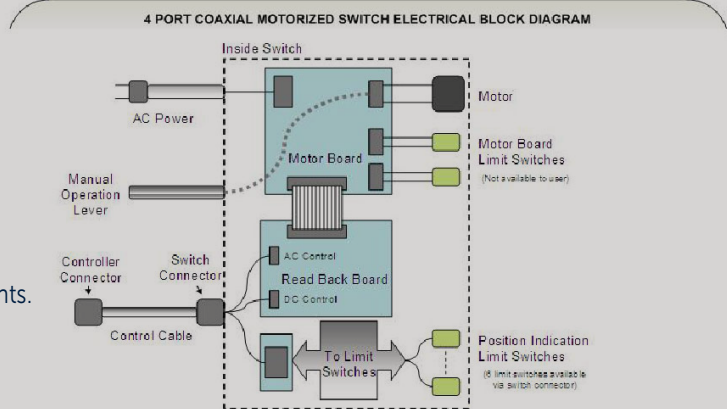 4 PORT COAXIAL MOTORIZED SWITCH ELECTRICAL BLOCK DIAGRAM
Inside Switch
AC Power
Motor
Motor Board
Motor Board
Limit Switches
(Not available to user)
Manual
Operation
Lever
Controller
Connector
Switch
Connector
AC Control
Read Back Board
DC Control
nts.
Control Cable
To Limit
Switches
Position Indication
Limit Switches
(6 limit switches available
via switch connector)